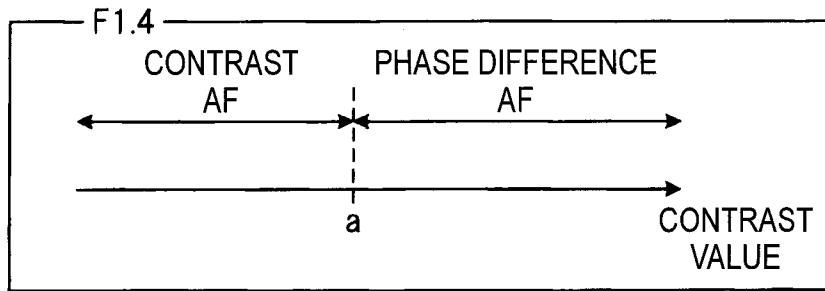 F1.4
CONTRAST AF
PHASE DIFFERENCE AF
a
CONTRAST VALUE